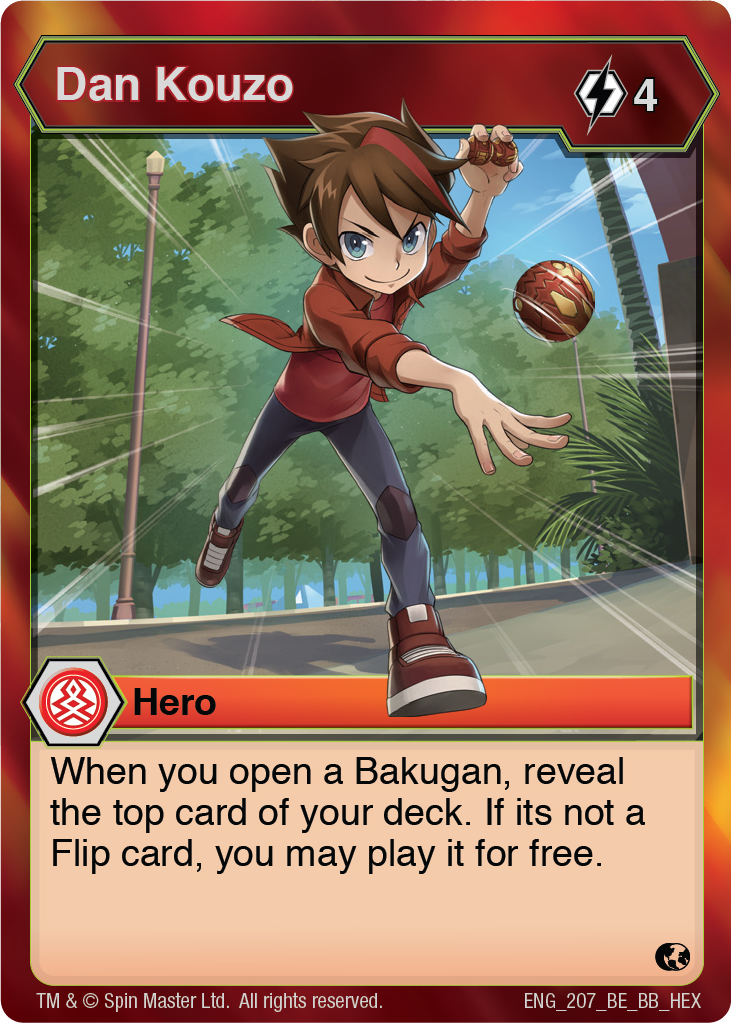 Dan Kouzo
4
Hero
When you open a Bakugan, reveal
the top card of your deck. If its not a
Flip card, you may play it for free.
TM & © Spin Master Ltd. All rights reserved.
ENG_207_BE_BB_HEX